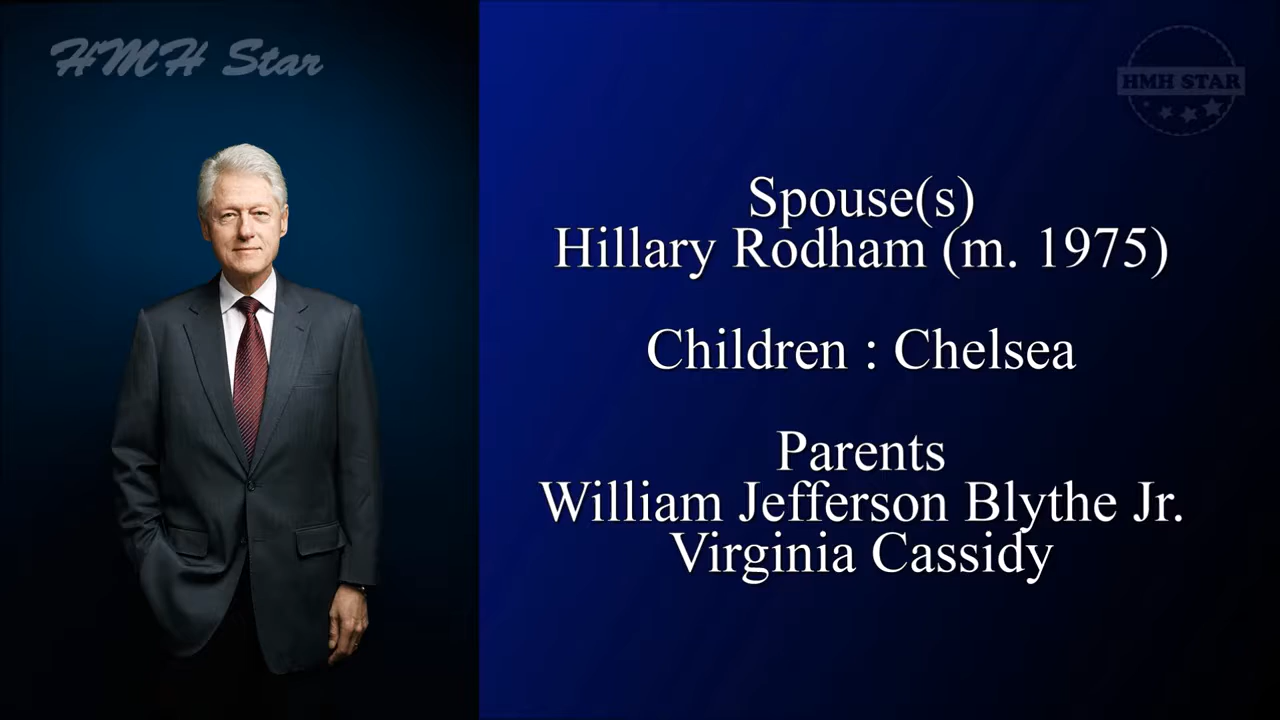 HMH Star
HMH STAR
Spouse(s)
Hillary Rodham (m. 1975)
Children : Chelsea
Parents
William Jefferson Blythe Jr.
Virginia Cassidy